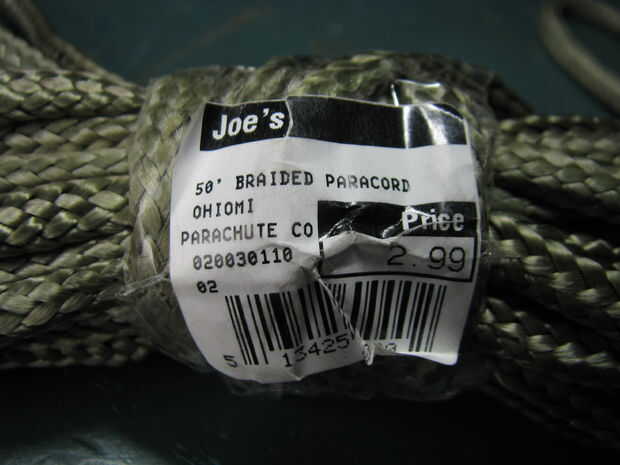 Joe's
50' BRAIDED PARACORD
OHIOMI
PARACHUTE CO
Price
020030110
2.99
02
5 13425